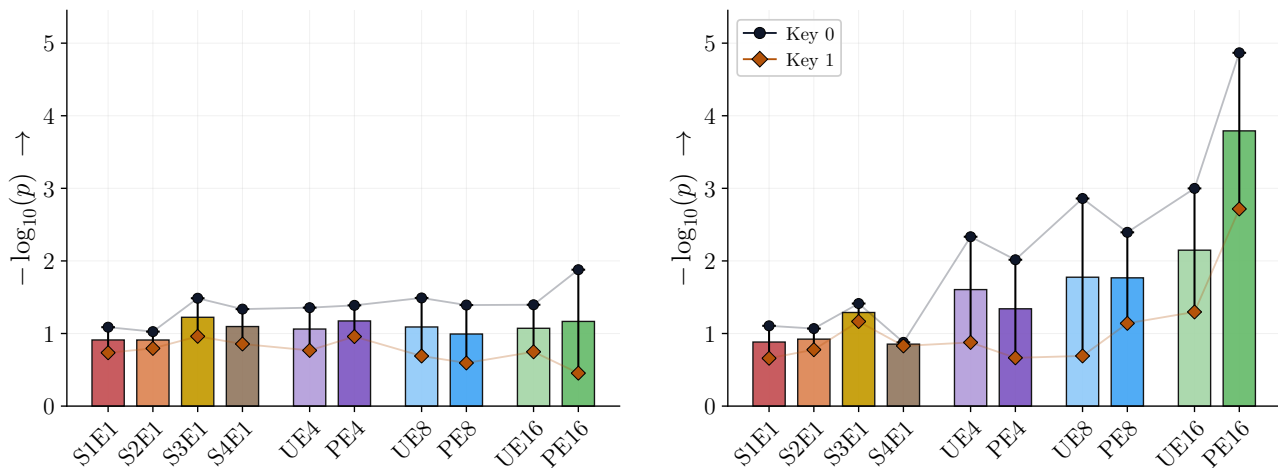 − log₁₀(p) →
5
4
3
2
1
0
S1E1
S2E1
S3E1
S4E1
UE4
PE4
UE8
PE8
UE16
PE16
− log₁₀(p) →
5
4
3
2
1
0
Key 0
Key 1
S1E1
S2E1
S3E1
S4E1
UE4
PE4
UE8
PE8
UE16
PE16